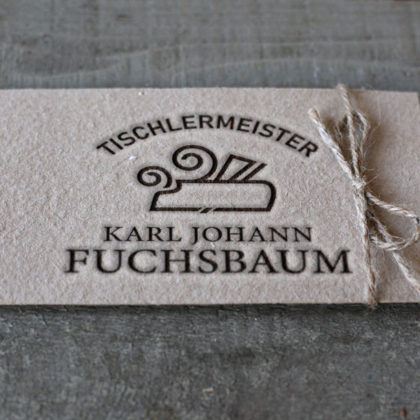 TISCHLERMEISTER
KARL JOHANN
FUCHSBAUM